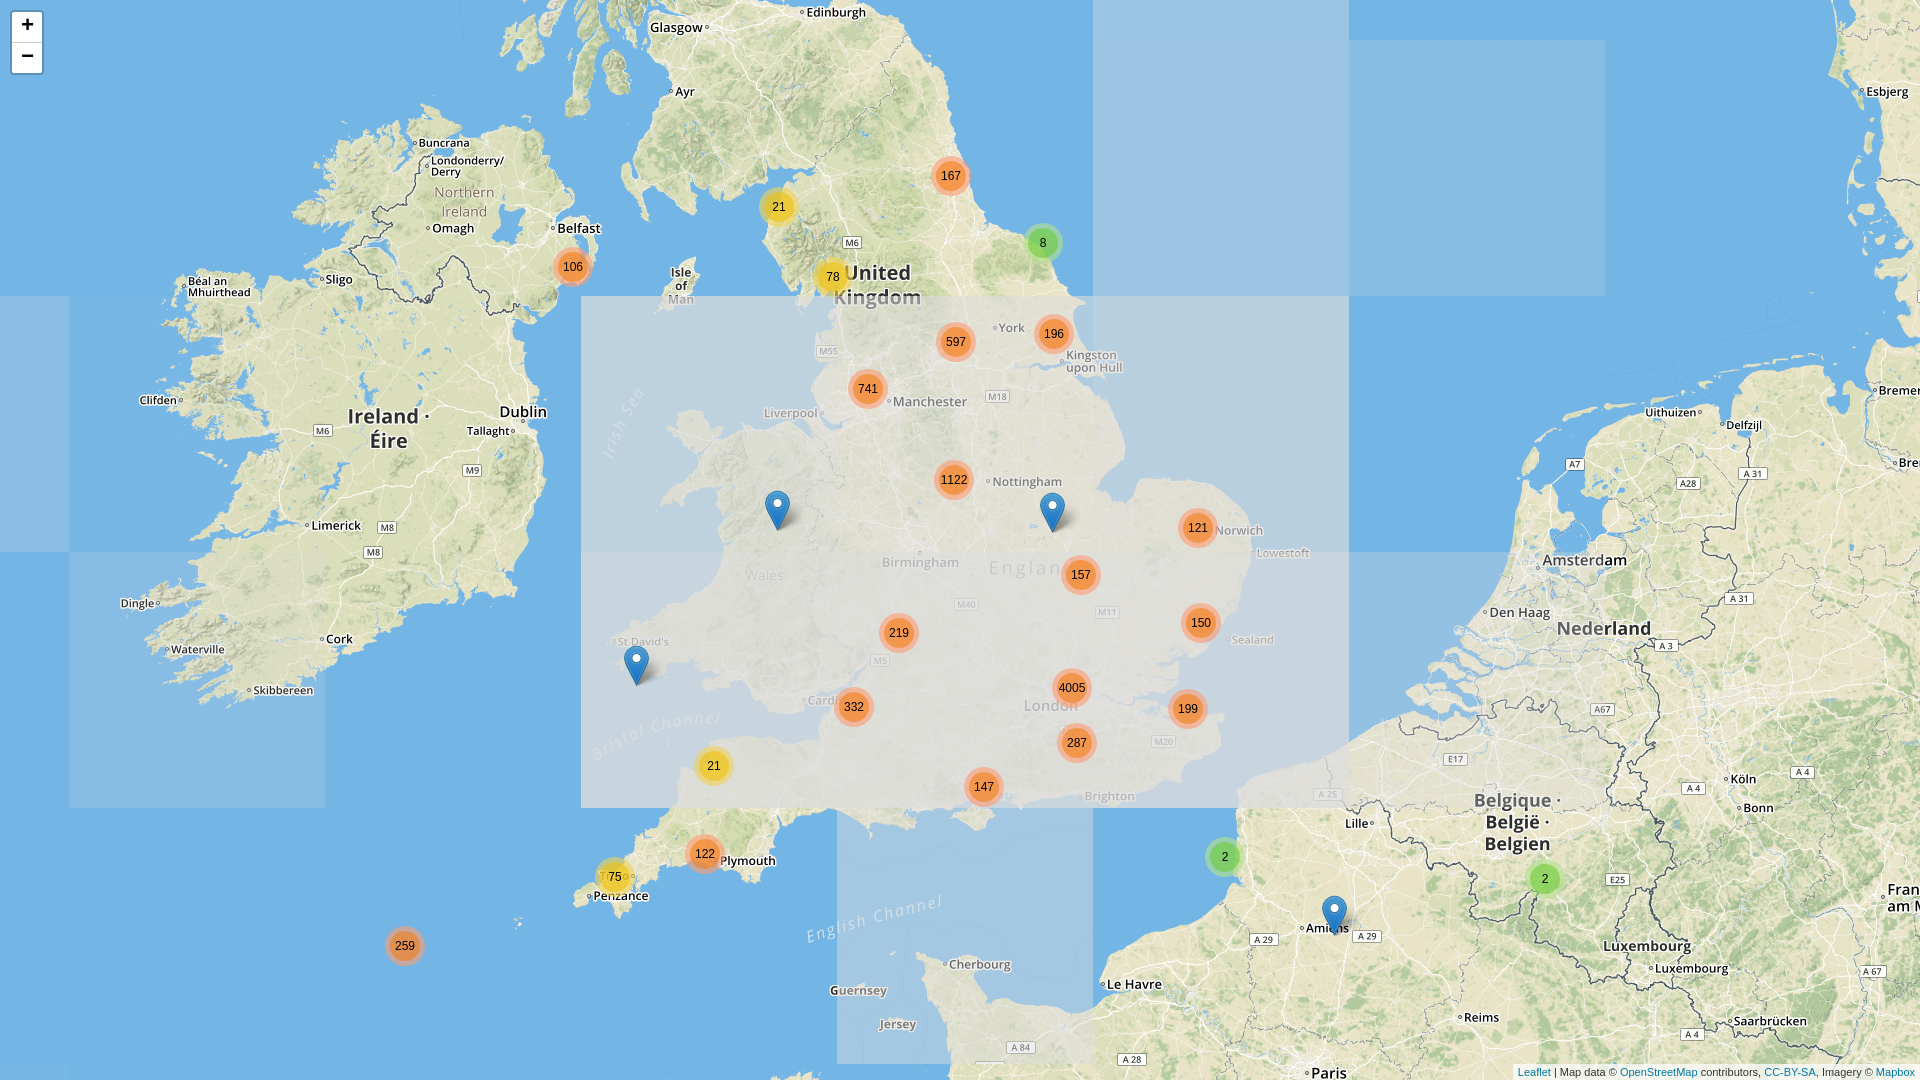 +
−
Edinburgh
Glasgow
Ayr
Esbjerg
Buncrana
Londonderry/
Derry
Northern
Ireland
Omagh
Belfast
167
21
8
M6
106
78
United
Kingdom
Isle
of
Man
Sligo
Béal an
Mhuirthead
York
196
597
M55
Kingston
upon Hull
741
Manchester
M18
Liverpool
Irish Sea
Clifden
Ireland ·
Éire
M6
Dublin
Tallaght
M9
Uithuizen
Delfzijl
A7
A 31
A28
1122
Nottingham
Limerick
M8
M8
121
Norwich
Lowestoft
Birmingham
Englan
157
Wales
Amsterdam
A 31
Dingle
M40
M11
Den Haag
Nederland
219
150
Cork
St David's
Sealand
Waterville
M5
A 3
Skibbereen
4005
London
Cardi
332
199
A67
Bristol Channel
287
M20
E17
21
Köln
A 4
A 4
147
Brighton
A 25
Belgique ·
België ·
Belgien
Bonn
Lille
122
Plymouth
2
2
E25
75
Penzance
English Channel
Amiens
A 29
A 29
259
Luxembourg
Luxembourg
A 67
Cherbourg
Le Havre
Guernsey
Jersey
Reims
Saarbrücken
A 4
A 84
A 28
Paris
Leaflet | Map data © OpenStreetMap contributors, CC-BY-SA, Imagery © Mapbox